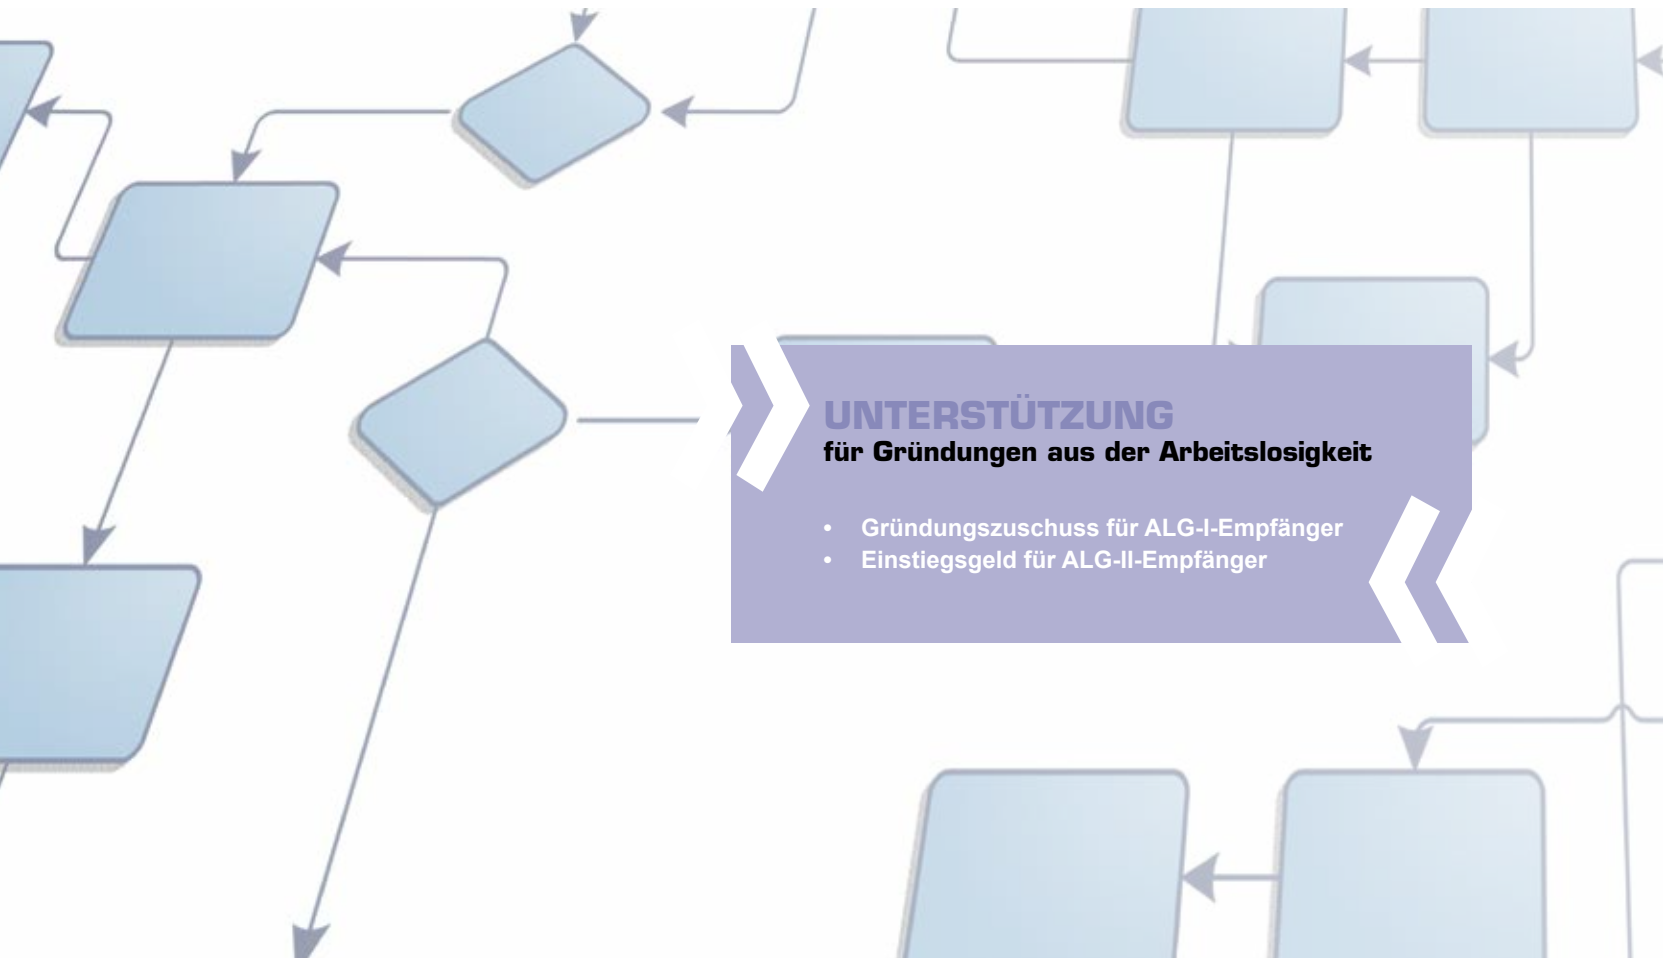 UNTERSTÜTZUNG
für Gründungen aus der Arbeitslosigkeit
• Gründungszuschuss für ALG-I-Empfänger
• Einstiegsgeld für ALG-II-Empfänger